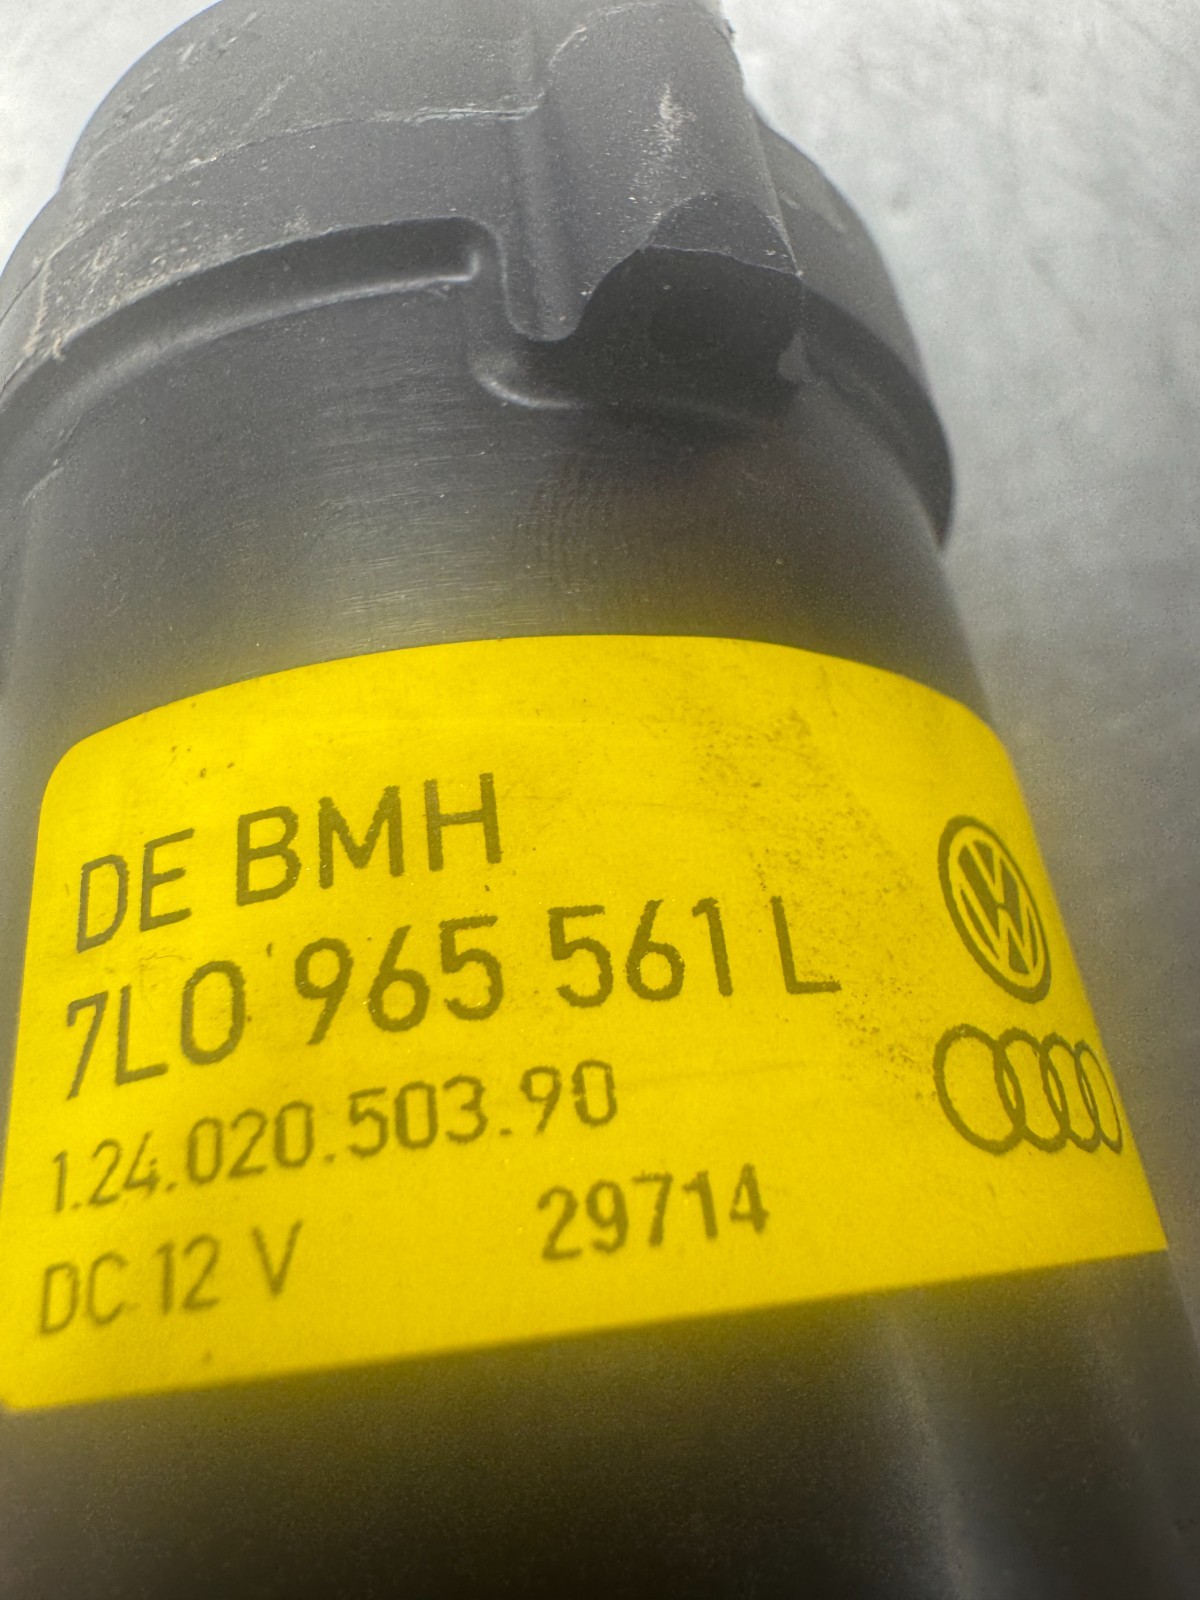 DE BMH
7L0 965 561 L
1.24.020.503.90
DC 12 V 29714